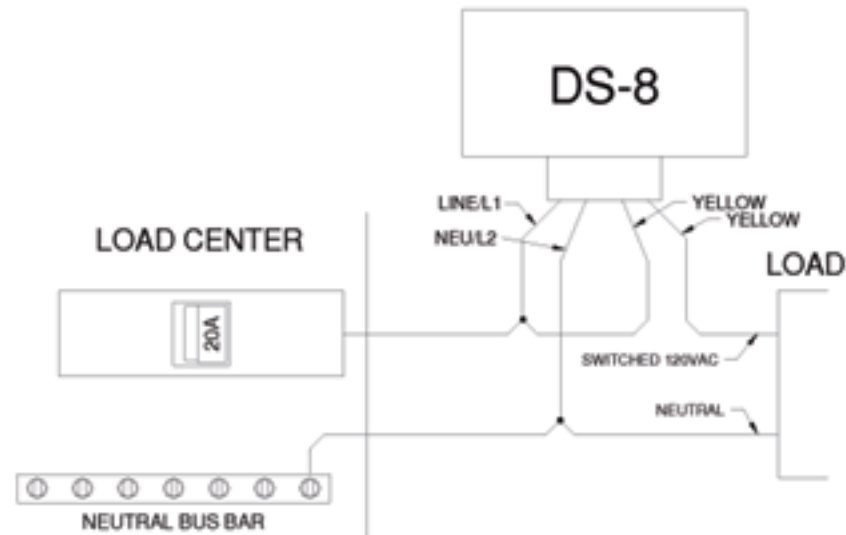 DS-8
LINE/L1
YELLOW
YELLOW
NEU/L2
LOAD CENTER
LOAD
20A
SWITCHED 120VAC
NEUTRAL
NEUTRAL BUS BAR